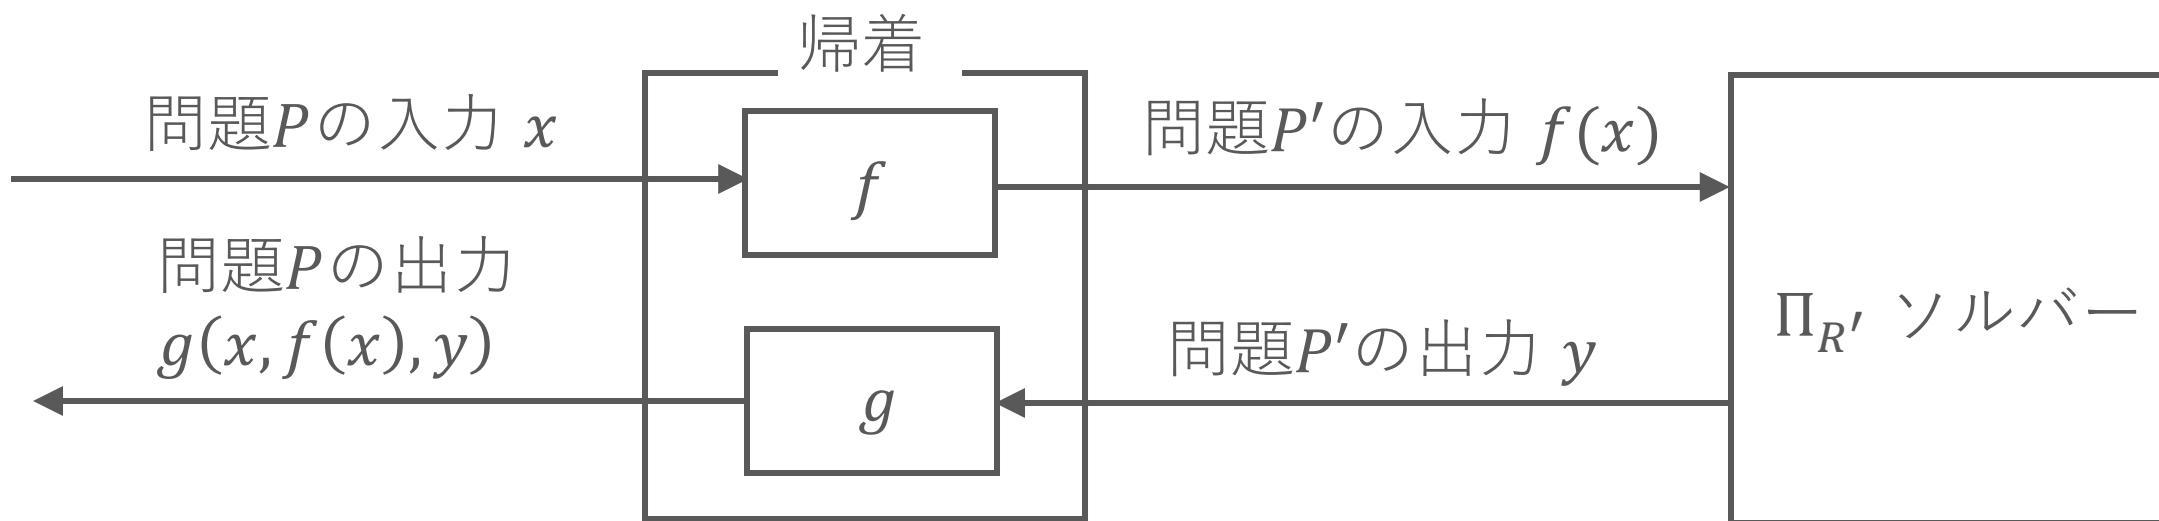 帰着
問題Pの入力 x
f
問題P′の入力 f(x)
問題Pの出力
g(x, f(x), y)
g
問題P′の出力 y
Π_R′ ソルバー